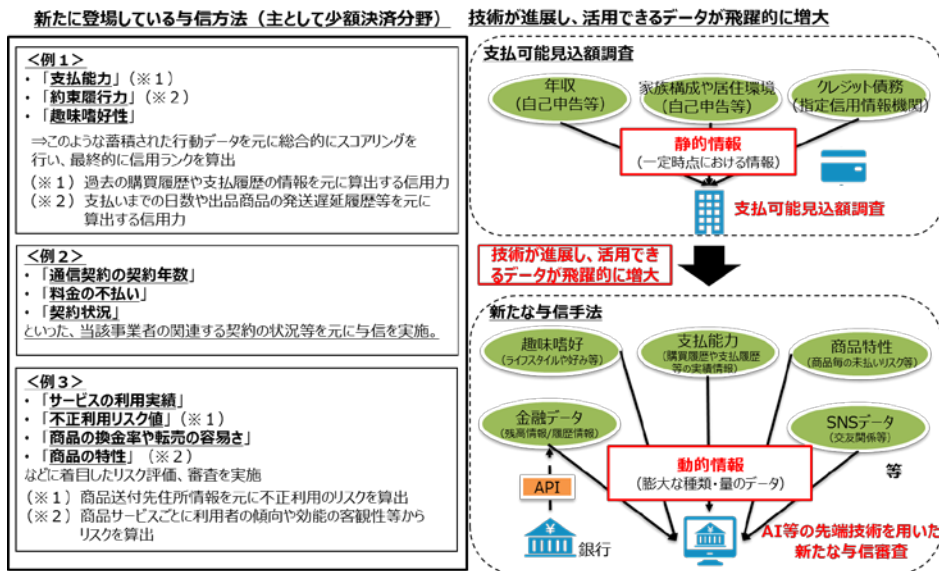 新たに登場している与信方法（主として少額決済分野）
＜例１＞
・「支払能力」（※１）
・「約束履行力」（※２）
・「趣味嗜好性」
⇒このような蓄積された行動データを元に総合的にスコアリングを
行い、最終的に信用ランクを算出
（※１）過去の購買履歴や支払履歴の情報を元に算出する信用力
（※２）支払いまでの日数や出品商品の発送遅延履歴等を元に
算出する信用力
＜例２＞
・「通信契約の契約年数」
・「料金の不払い」
・「契約状況」
といった、当該事業者の関連する契約の状況等を元に与信を実施。
＜例３＞
・「サービスの利用実績」
・「不正利用リスク値」（※１）
・「商品の換金率や転売の容易さ」
・「商品の特性」（※２）
などに着目したリスク評価、審査を実施
（※１）商品送付先住所情報を元に不正利用のリスクを算出
（※２）商品サービスごとに利用者の傾向や効能の客観性等から
リスクを算出
技術が進展し、活用できるデータが飛躍的に増大
支払可能見込額調査
年収
（自己申告等）
家族構成や居住環境
（自己申告等）
クレジット債務
（指定信用情報機関）
静的情報
（一定時点における情報）
支払可能見込額調査
技術が進展し、活用でき
るデータが飛躍的に増大
新たな与信手法
趣味嗜好
（ライフスタイルや好み等）
支払能力
（購買履歴や支払履歴
等の実績情報）
商品特性
（商品毎の未払いリスク等）
金融データ
（残高情報/履歴情報）
SNSデータ
（交友関係等）
等
動的情報
（膨大な種類・量のデータ）
API
¥
銀行
¥
AI等の先端技術を用いた
新たな与信審査